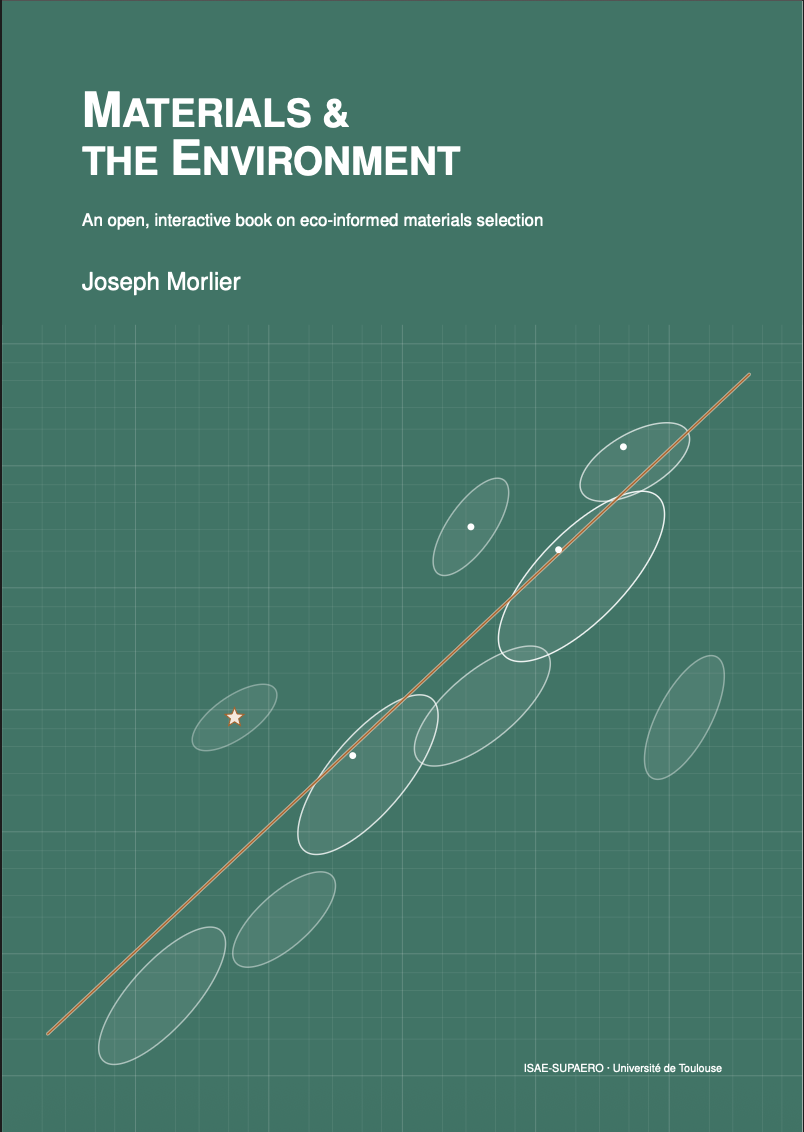 MATERIALS &
THE ENVIRONMENT
An open, interactive book on eco-informed materials selection
Joseph Morlier
ISAE-SUPAERO · Université de Toulouse